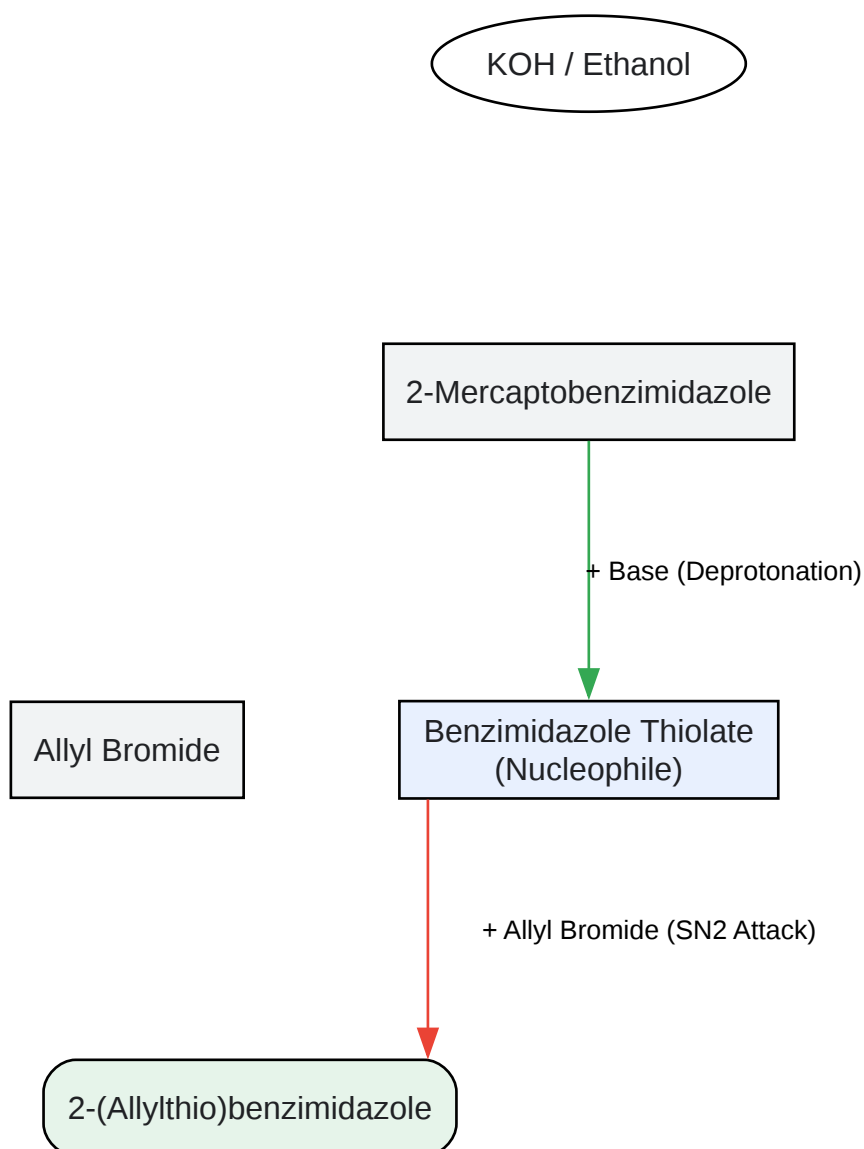 KOH / Ethanol
2-Mercaptobenzimidazole
+ Base (Deprotonation)
Allyl Bromide
Benzimidazole Thiolate
(Nucleophile)
+ Allyl Bromide (SN2 Attack)
2-(Allylthio)benzimidazole